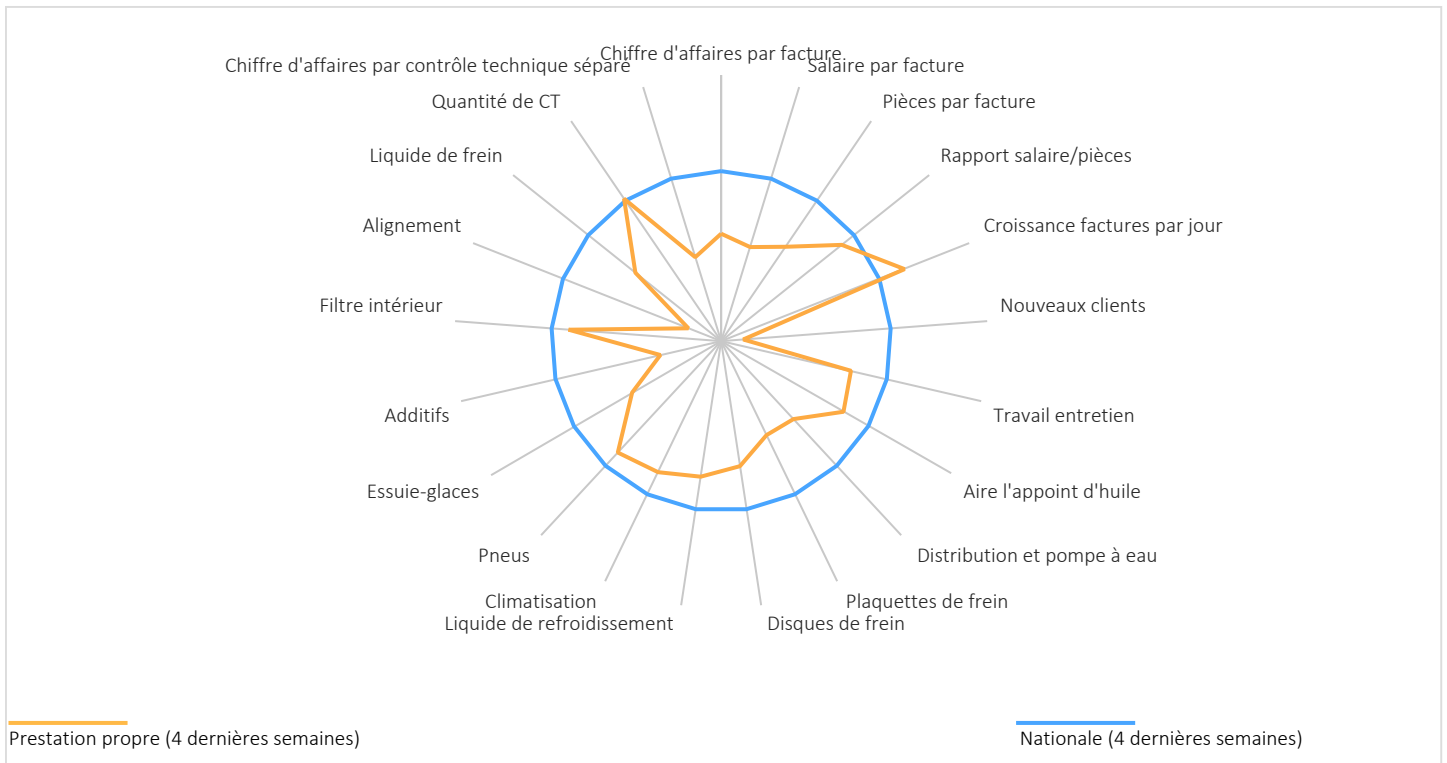 Chiffre d'affaires par facture
Chiffre d'affaires par contrôle technique séparé
Salaire par facture
Quantité de CT
Pièces par facture
Liquide de frein
Rapport salaire/pièces
Alignement
Croissance factures par jour
Filtre intérieur
Nouveaux clients
Additifs
Travail entretien
Essuie-glaces
Aire l'appoint d'huile
Pneus
Distribution et pompe à eau
Climatisation
Plaquettes de frein
Liquide de refroidissement
Disques de frein
Prestation propre (4 dernières semaines)
Nationale (4 dernières semaines)